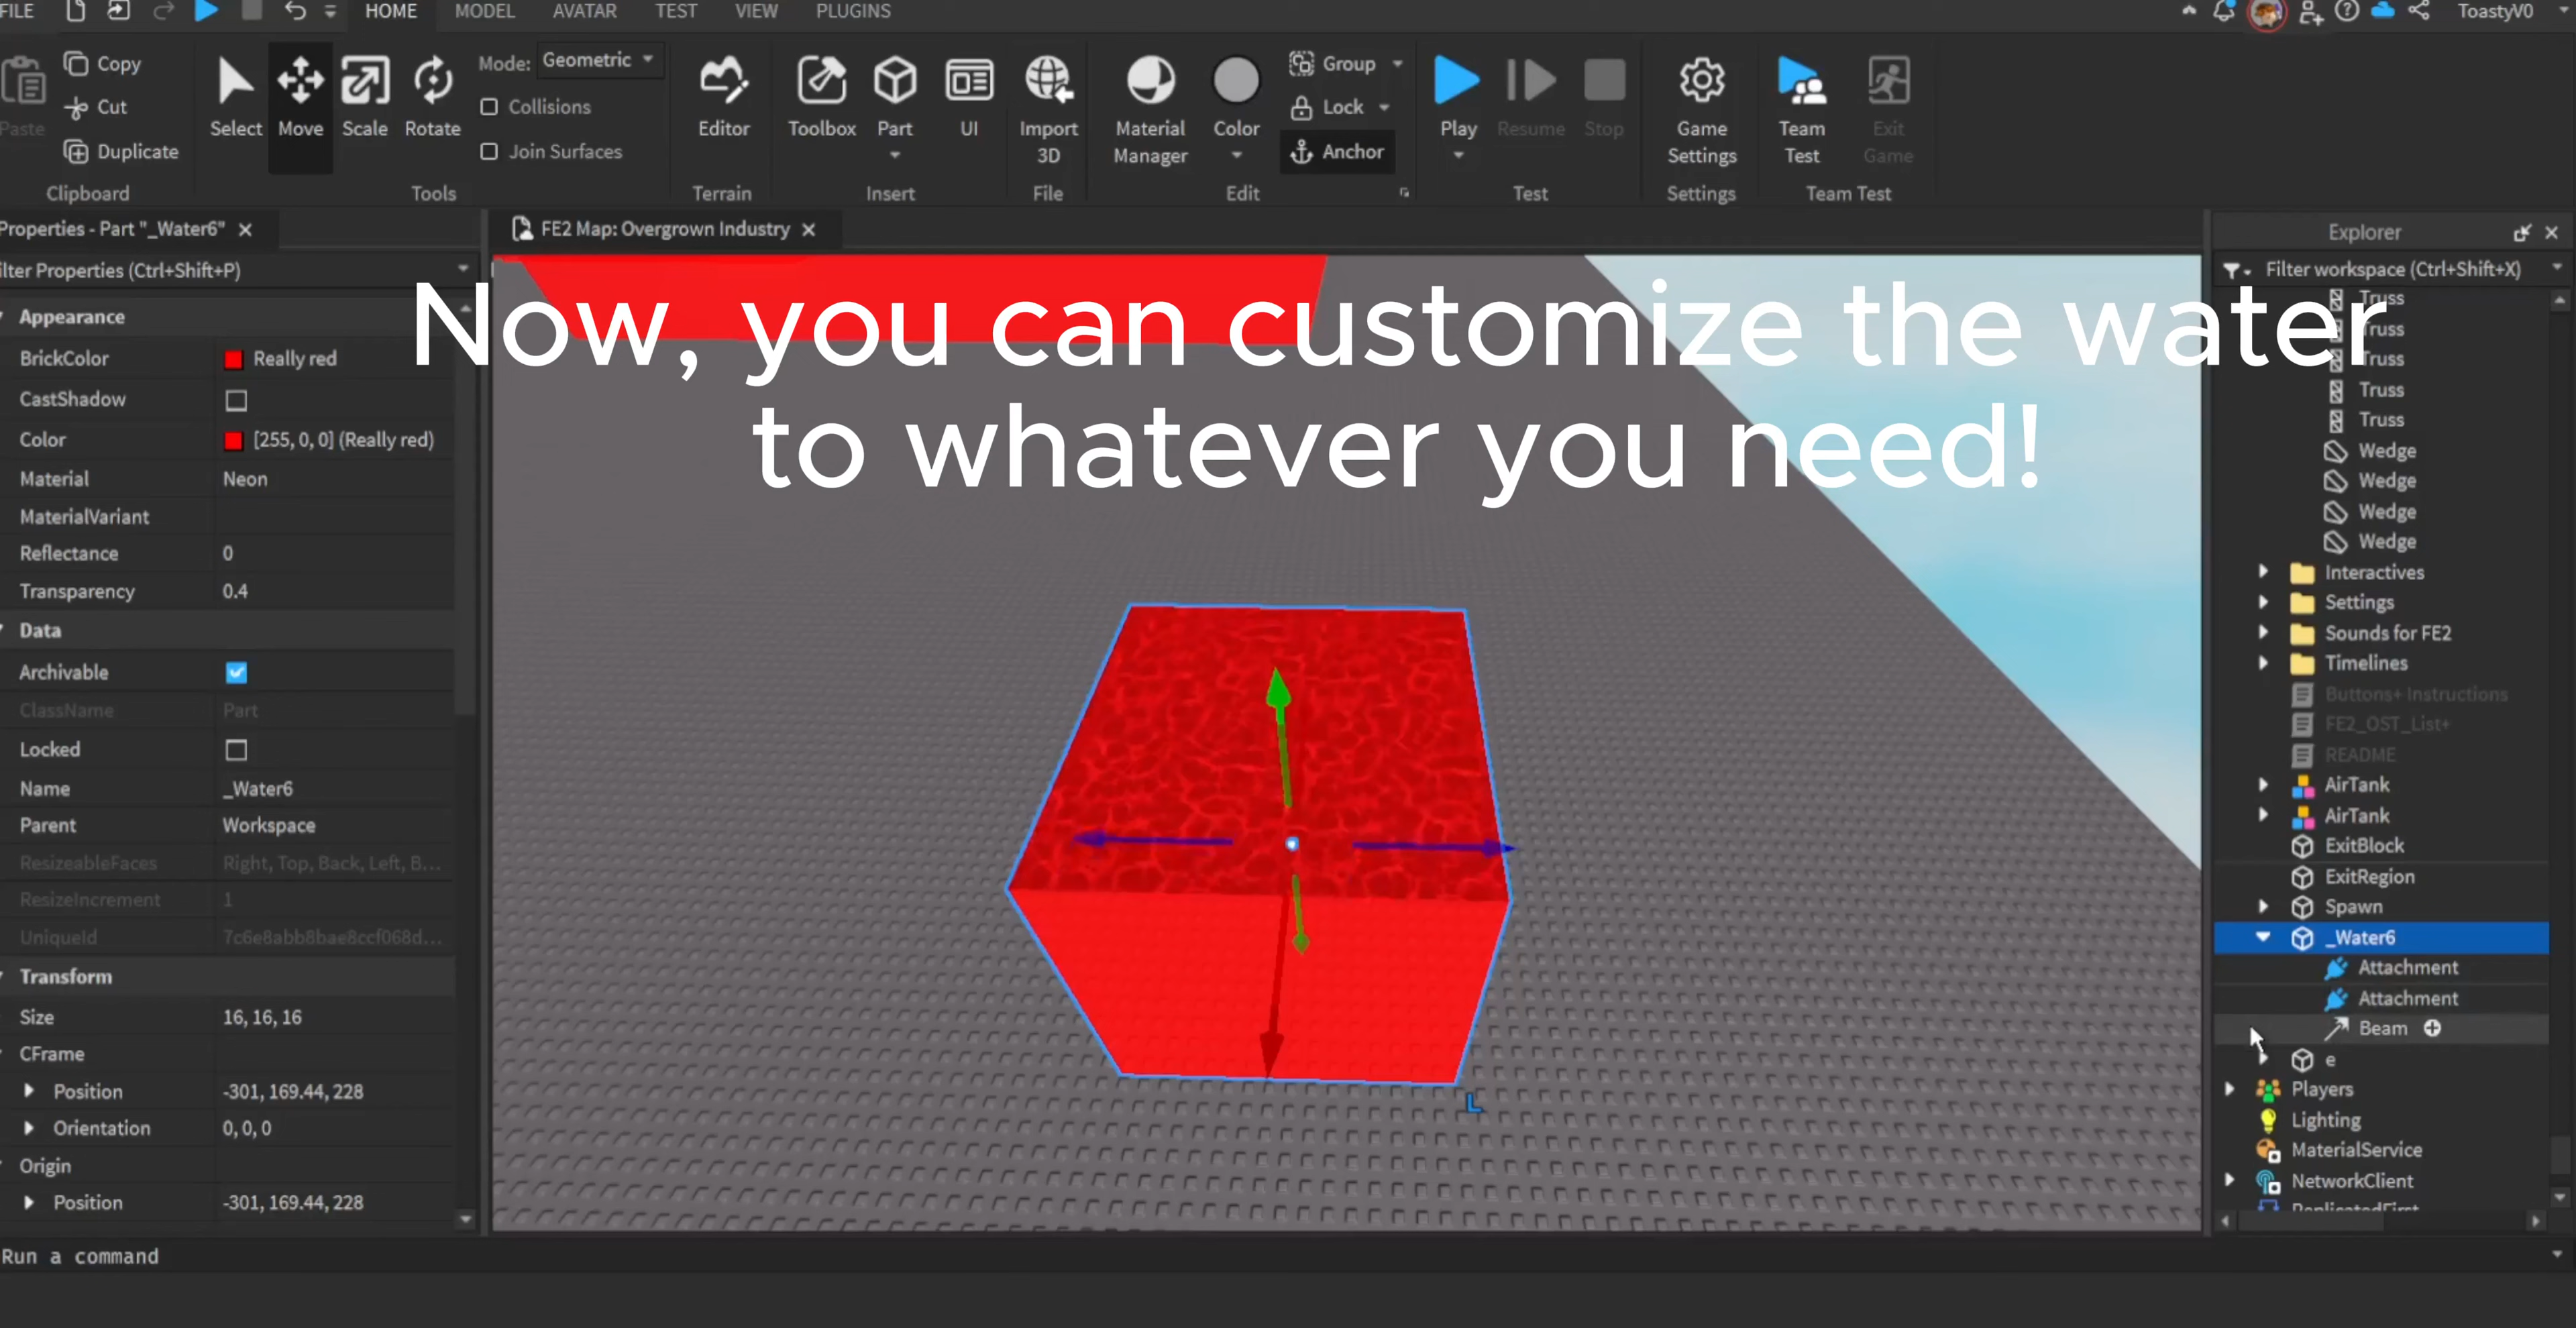 FILE HOME MODEL AVATAR TEST VIEW PLUGINS ToastyV0
Paste Copy Cut Duplicate Clipboard
Select Move Scale Rotate Mode: Geometric Collisions Join Surfaces Tools
Editor Terrain
Toolbox Part UI Insert
Import 3D File
Material Manager Color Group Lock Anchor Edit
Play Resume Stop Test
Game Settings Settings
Team Test Exit Game Team Test
Properties - Part "_Water6"
FE2 Map: Overgrown Industry
Explorer
ilter Properties (Ctrl+Shift+P)
Filter workspace (Ctrl+Shift+X)
Now, you can customize the water
to whatever you need!
Appearance
BrickColor Really red
CastShadow
Color [255, 0, 0] (Really red)
Material Neon
MaterialVariant
Reflectance 0
Transparency 0.4
Data
Archivable
ClassName Part
Locked
Name _Water6
Parent Workspace
ResizeableFaces Right, Top, Back, Left, B...
ResizeIncrement 1
UniqueId 7c6e8abb8bae8ccf068d...
Transform
Size 16, 16, 16
CFrame
Position -301, 169.44, 228
Orientation 0, 0, 0
Origin
Position -301, 169.44, 228
Truss
Truss
Truss
Truss
Truss
Wedge
Wedge
Wedge
Wedge
Interactives
Settings
Sounds for FE2
Timelines
Buttons+ Instructions
FE2_OST_List+
README
AirTank
AirTank
ExitBlock
ExitRegion
Spawn
_Water6
Attachment
Attachment
Beam
e
Players
Lighting
MaterialService
NetworkClient
ReplicatedFirst
Run a command